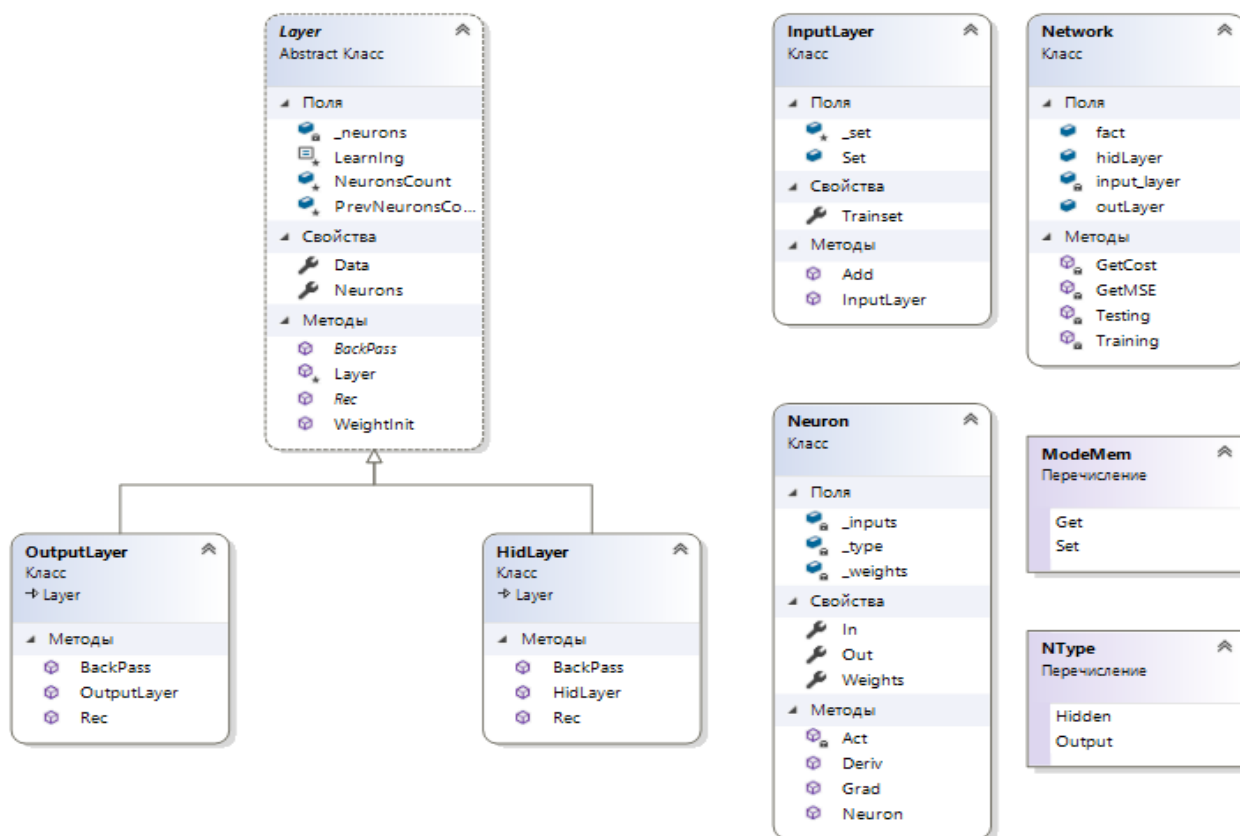 Layer
Abstract Класс
Поля
_neurons
LearnIng
NeuronsCount
PrevNeuronsCo...
Свойства
Data
Neurons
Методы
BackPass
Layer
Rec
WeightInit
InputLayer
Класс
Поля
_set
Set
Свойства
Trainset
Методы
Add
InputLayer
Network
Класс
Поля
fact
hidLayer
input_layer
outLayer
Методы
GetCost
GetMSE
Testing
Training
OutputLayer
Класс
Layer
Методы
BackPass
OutputLayer
Rec
HidLayer
Класс
Layer
Методы
BackPass
HidLayer
Rec
Neuron
Класс
Поля
_inputs
_type
_weights
Свойства
In
Out
Weights
Методы
Act
Deriv
Grad
Neuron
ModeMem
Перечисление
Get
Set
NType
Перечисление
Hidden
Output